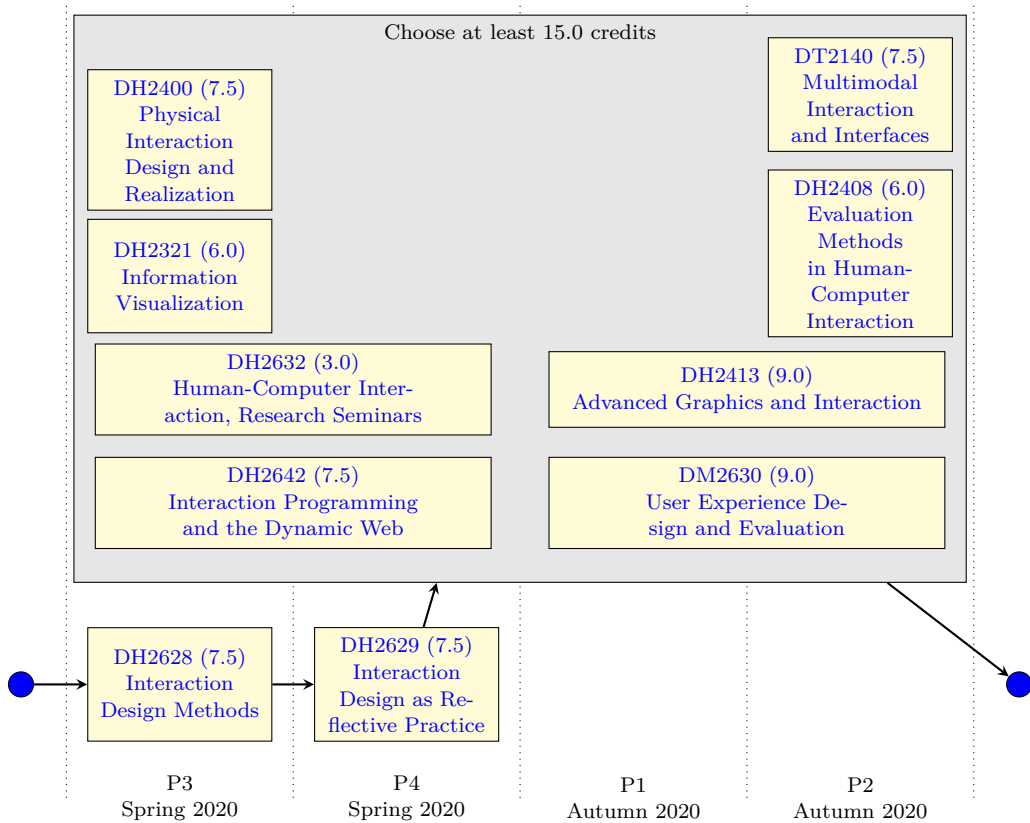 Choose at least 15.0 credits
DH2400 (7.5)
Physical
Interaction
Design and
Realization
DT2140 (7.5)
Multimodal
Interaction
and Interfaces
DH2321 (6.0)
Information
Visualization
DH2408 (6.0)
Evaluation
Methods
in Human-
Computer
Interaction
DH2632 (3.0)
Human-Computer Inter-
action, Research Seminars
DH2413 (9.0)
Advanced Graphics and Interaction
DH2642 (7.5)
Interaction Programming
and the Dynamic Web
DM2630 (9.0)
User Experience De-
sign and Evaluation
DH2628 (7.5)
Interaction
Design Methods
DH2629 (7.5)
Interaction
Design as Re-
flective Practice
P3
Spring 2020
P4
Spring 2020
P1
Autumn 2020
P2
Autumn 2020